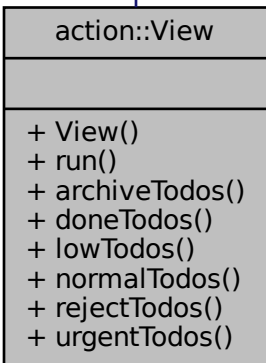 action::View
+ View()
+ run()
+ archiveTodos()
+ doneTodos()
+ lowTodos()
+ normalTodos()
+ rejectTodos()
+ urgentTodos()